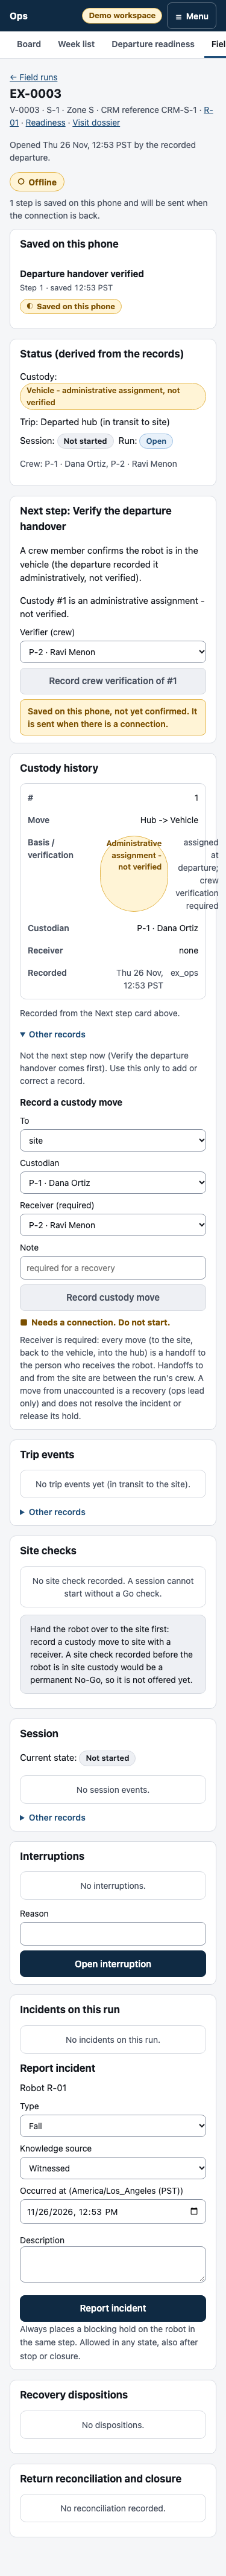 Ops
Demo workspace
≡ Menu
Board Week list Departure readiness Fiel
← Field runs
EX-0003
V-0003 · S-1 · Zone S · CRM reference CRM-S-1 · R-
01 · Readiness · Visit dossier
Opened Thu 26 Nov, 12:53 PST by the recorded
departure.
Offline
1 step is saved on this phone and will be sent when
the connection is back.
Saved on this phone
Departure handover verified
Step 1 · saved 12:53 PST
Saved on this phone
Status (derived from the records)
Custody:
Vehicle - administrative assignment, not
verified
Trip: Departed hub (in transit to site)
Session: Not started Run: Open
Crew: P-1 · Dana Ortiz, P-2 · Ravi Menon
Next step: Verify the departure
handover
A crew member confirms the robot is in the
vehicle (the departure recorded it
administratively, not verified).
Custody #1 is an administrative assignment -
not verified.
Verifier (crew)
P-2 · Ravi Menon
Record crew verification of #1
Saved on this phone, not yet confirmed. It
is sent when there is a connection.
Custody history
# 1
Move Hub -> Vehicle
Basis /
verification
Administrative
assignment -
not verified
assigned
at
departure;
crew
verification
required
Custodian P-1 · Dana Ortiz
Receiver none
Recorded Thu 26 Nov,
12:53 PST
ex_ops
Recorded from the Next step card above.
▼ Other records
Not the next step now (Verify the departure
handover comes first). Use this only to add or
correct a record.
Record a custody move
To
site
Custodian
P-1 · Dana Ortiz
Receiver (required)
P-2 · Ravi Menon
Note
required for a recovery
Record custody move
Needs a connection. Do not start.
Receiver is required: every move (to the site,
back to the vehicle, into the hub) is a handoff to
the person who receives the robot. Handoffs to
and from the site are between the run's crew. A
move from unaccounted is a recovery (ops lead
only) and does not resolve the incident or
release its hold.
Trip events
No trip events yet (in transit to the site).
▶ Other records
Site checks
No site check recorded. A session cannot
start without a Go check.
Hand the robot over to the site first:
record a custody move to site with a
receiver. A site check recorded before the
robot is in site custody would be a
permanent No-Go, so it is not offered yet.
Session
Current state: Not started
No session events.
▶ Other records
Interruptions
No interruptions.
Reason
Open interruption
Incidents on this run
No incidents on this run.
Report incident
Robot R-01
Type
Fall
Knowledge source
Witnessed
Occurred at (America/Los_Angeles (PST))
11/26/2026, 12:53 PM
Description
Report incident
Always places a blocking hold on the robot in
the same step. Allowed in any state, also after
stop or closure.
Recovery dispositions
No dispositions.
Return reconciliation and closure
No reconciliation recorded.